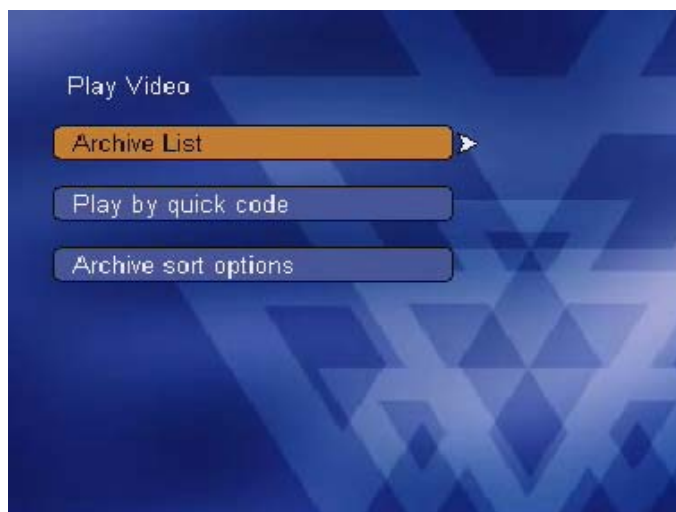 Play Video
Archive List
Play by quick code
Archive sort options